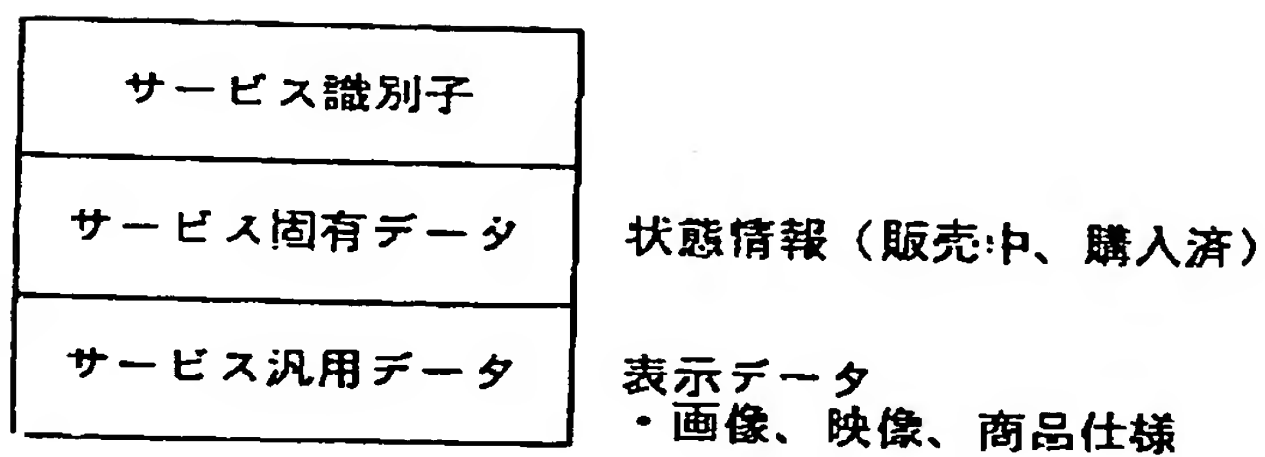 サービス識別子
サービス固有データ 状態情報（販売中、購入済）
サービス汎用データ 表示データ
・画像、映像、商品仕様